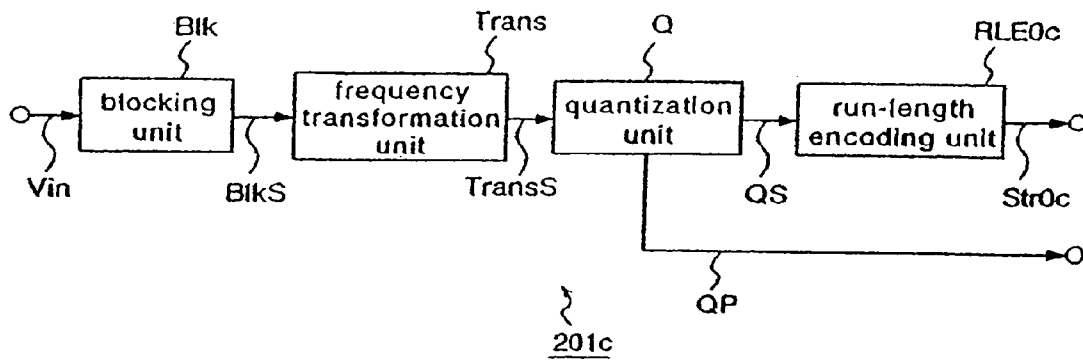 Blk
Trans
Q
RLE0c
blocking
unit
frequency
transformation
unit
quantization
unit
run-length
encoding unit
Vin
BlkS
TransS
QS
Str0c
QP
201c